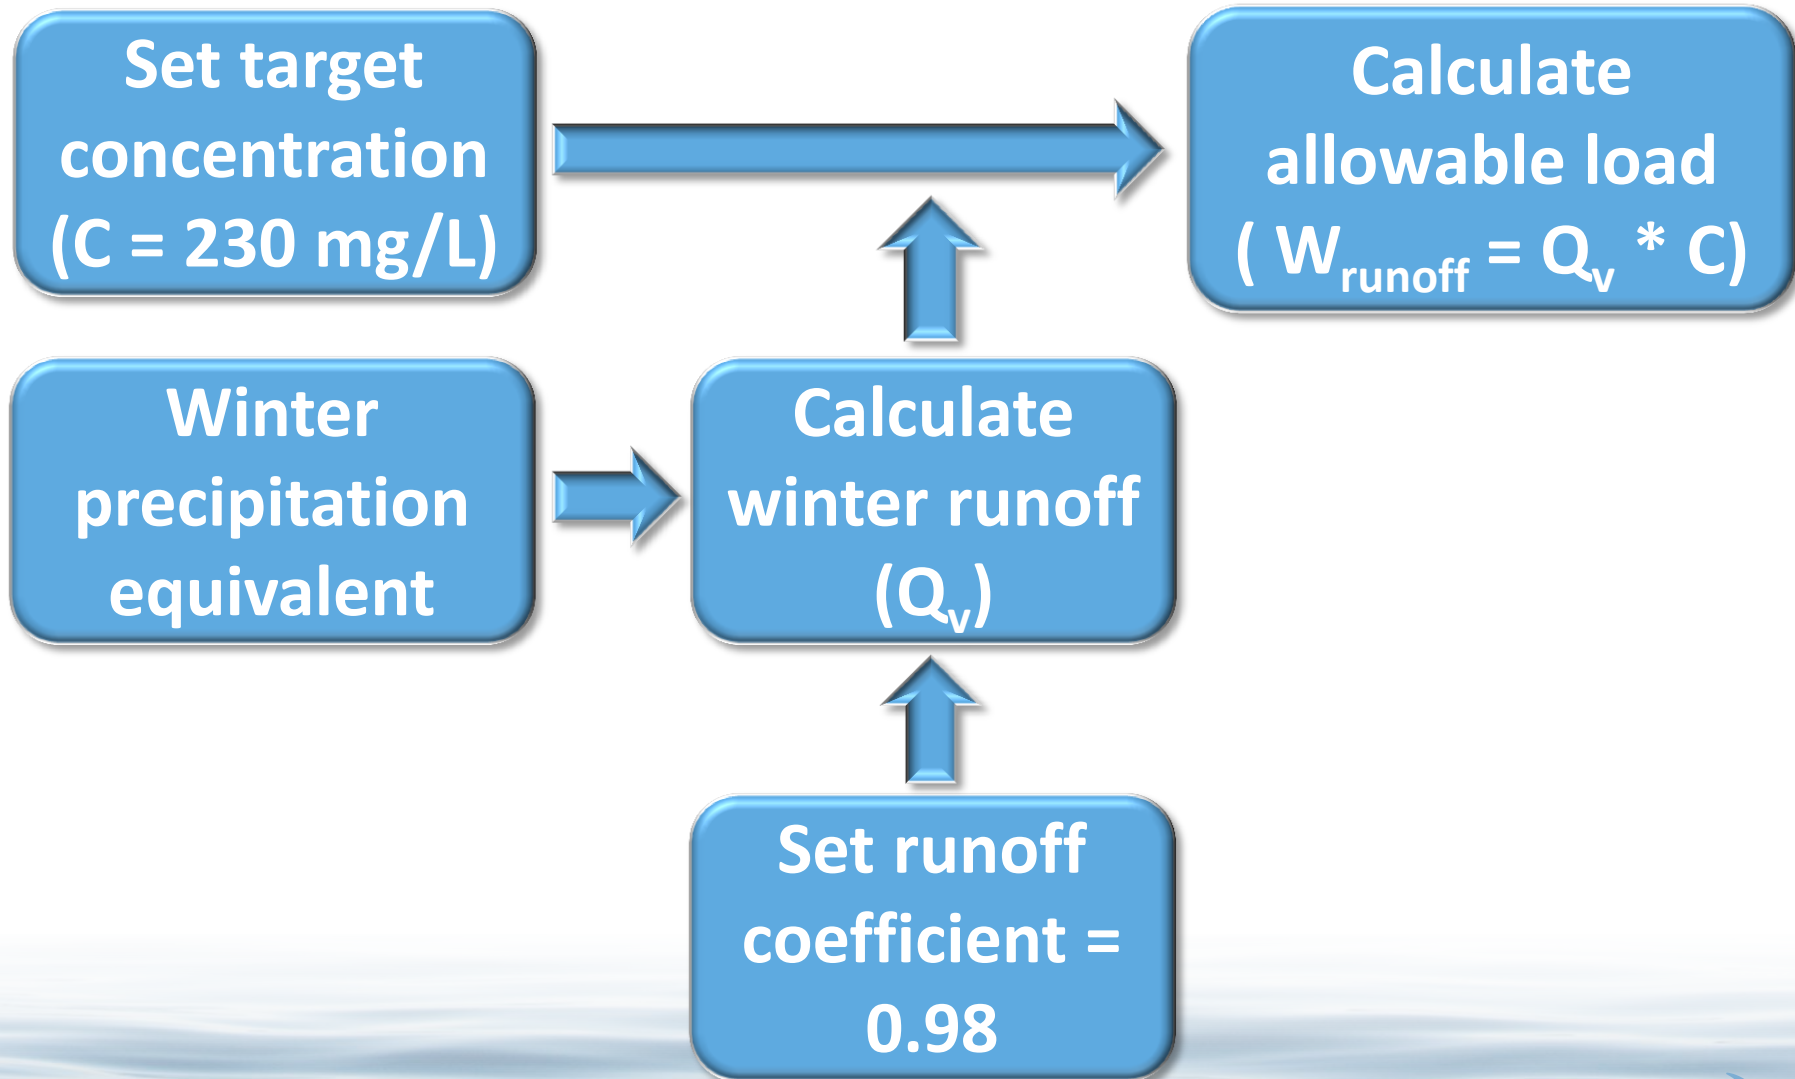 Set target
concentration
(C = 230 mg/L)
Calculate
allowable load
( Wrunoff = Qv * C)
Winter
precipitation
equivalent
Calculate
winter runoff
(Qv)
Set runoff
coefficient =
0.98